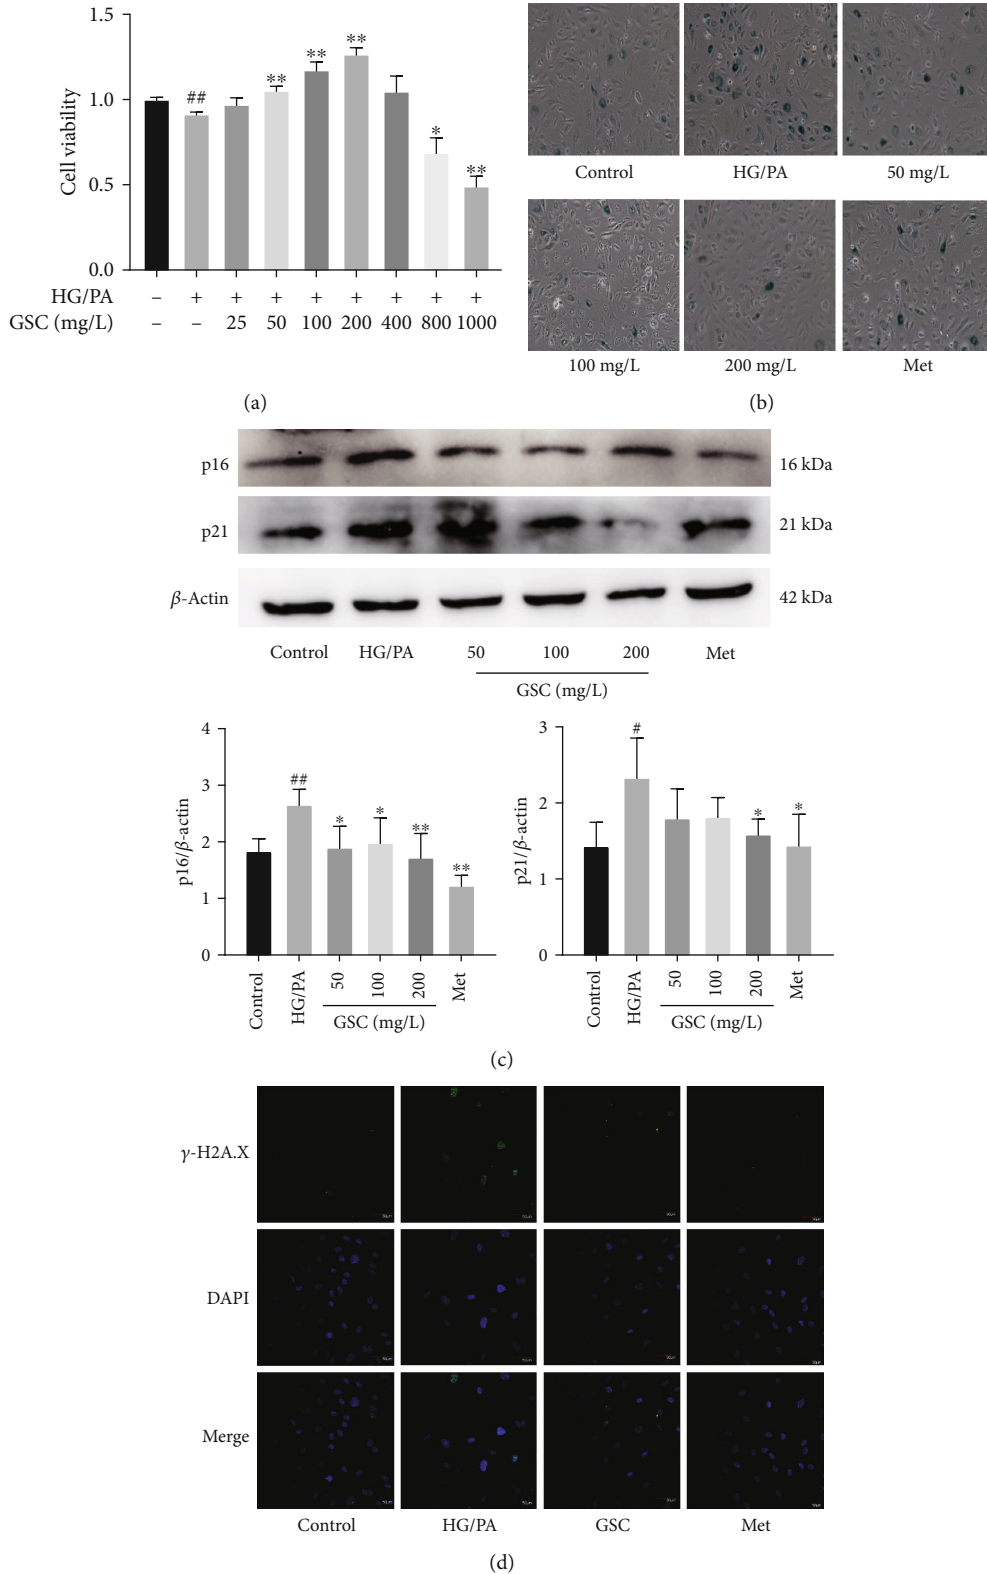 1.5
1.0
0.5
0.0
Cell viability
##
**
**
**
*
**
HG/PA – + + + + + + + +
GSC (mg/L) – – 25 50 100 200 400 800 1000
(a)
Control HG/PA 50 mg/L
100 mg/L 200 mg/L Met
(b)
p16 16 kDa
p21 21 kDa
β-Actin 42 kDa
Control HG/PA 50 100 200 Met
GSC (mg/L)
4
3
2
1
0
p16/β-actin
##
*
*
**
**
Control HG/PA 50 100 200 Met
GSC (mg/L)
3
2
1
0
p21/β-actin
#
*
*
Control HG/PA 50 100 200 Met
GSC (mg/L)
(c)
γ-H2A.X
DAPI
Merge
Control HG/PA GSC Met
(d)